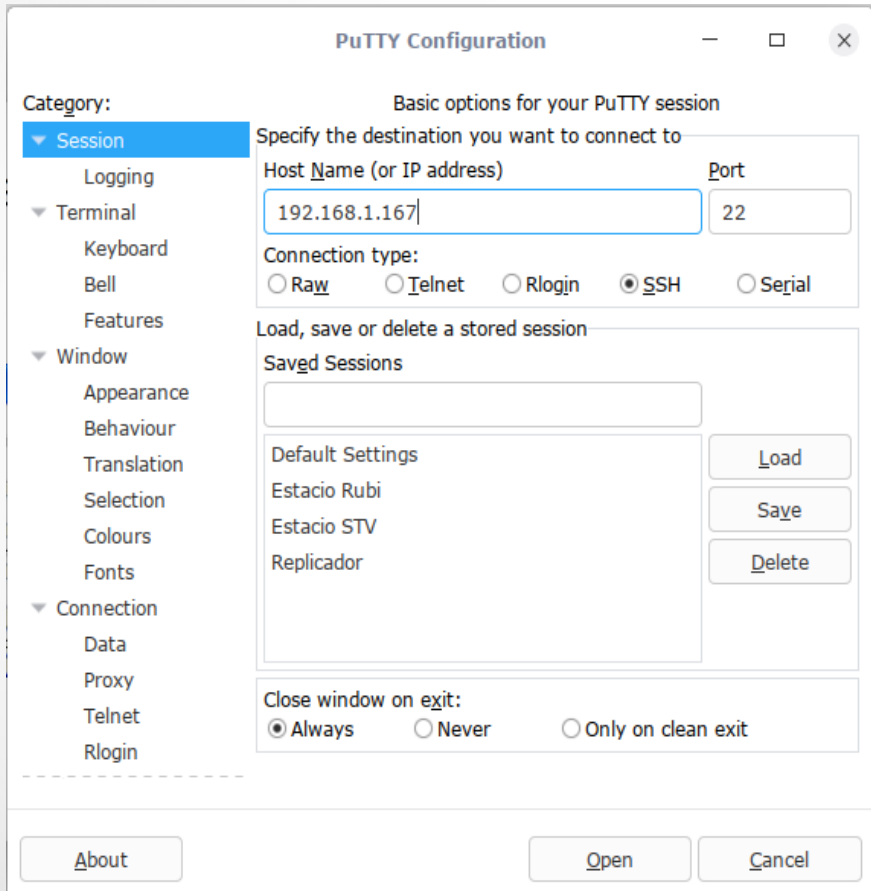 PuTTY Configuration
Category:
Session
Logging
Terminal
Keyboard
Bell
Features
Window
Appearance
Behaviour
Translation
Selection
Colours
Fonts
Connection
Data
Proxy
Telnet
Rlogin
Basic options for your PuTTY session
Specify the destination you want to connect to
Host Name (or IP address) Port
192.168.1.167 22
Connection type:
Raw Telnet Rlogin SSH Serial
Load, save or delete a stored session
Saved Sessions
Default Settings
Estacio Rubi
Estacio STV
Replicador
Load
Save
Delete
Close window on exit:
Always Never Only on clean exit
About Open Cancel